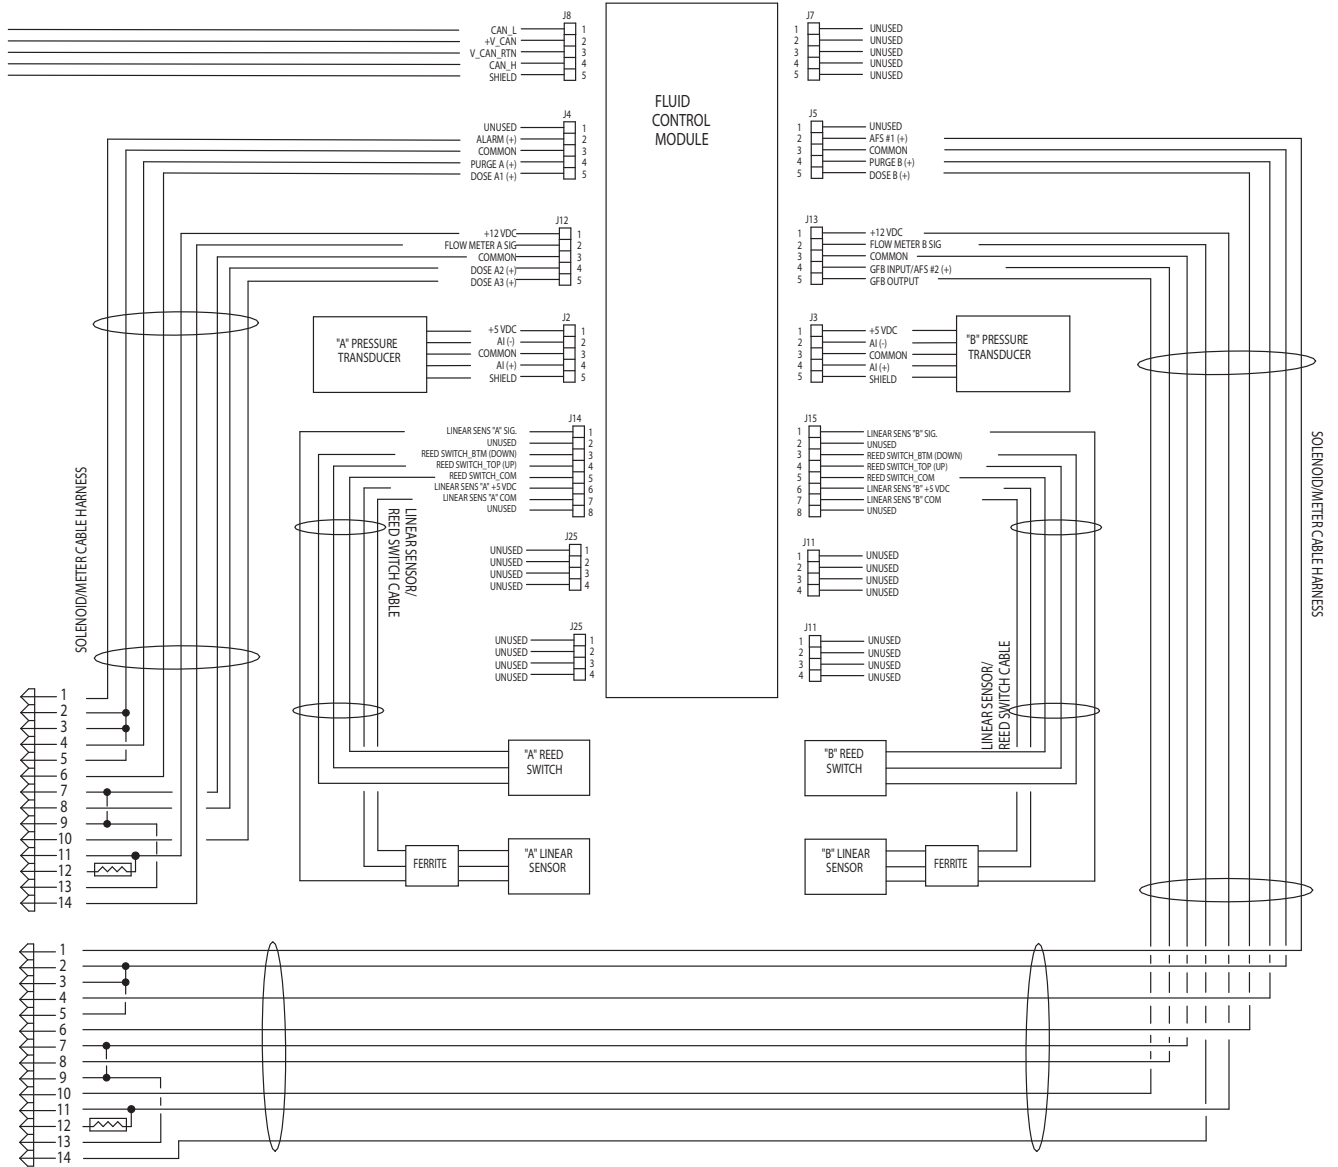 FLUID
CONTROL
MODULE
J8
CAN_L 1
+V_CAN 2
V_CAN_RTN 3
CAN_H 4
SHIELD 5
J4
UNUSED 1
ALARM (+) 2
COMMON 3
PURGE A (+) 4
DOSE A1 (+) 5
J12
+12 VDC 1
FLOW METER A SIG 2
COMMON 3
DOSE A2 (+) 4
DOSE A3 (+) 5
"A" PRESSURE
TRANSDUCER
J2
+5 VDC 1
AI (-) 2
COMMON 3
AI (+) 4
SHIELD 5
J14
LINEAR SENS "A" SIG. 1
UNUSED 2
REED SWITCH_BTM (DOWN) 3
REED SWITCH_TOP (UP) 4
REED SWITCH_COM 5
LINEAR SENS "A" +5 VDC 6
LINEAR SENS "A" COM 7
UNUSED 8
J25
UNUSED 1
UNUSED 2
UNUSED 3
UNUSED 4
J25
UNUSED 1
UNUSED 2
UNUSED 3
UNUSED 4
J7
1 UNUSED
2 UNUSED
3 UNUSED
4 UNUSED
5 UNUSED
J5
1 UNUSED
2 AFS #1 (+)
3 COMMON
4 PURGE B (+)
5 DOSE B (+)
J13
1 +12 VDC
2 FLOW METER B SIG
3 COMMON
4 GFB INPUT/AFS #2 (+)
5 GFB OUTPUT
J3
1 +5 VDC
2 AI (-)
3 COMMON
4 AI (+)
5 SHIELD
"B" PRESSURE
TRANSDUCER
J15
1 LINEAR SENS "B" SIG.
2 UNUSED
3 REED SWITCH_BTM (DOWN)
4 REED SWITCH_TOP (UP)
5 REED SWITCH_COM
6 LINEAR SENS "B" +5 VDC
7 LINEAR SENS "B" COM
8 UNUSED
J11
1 UNUSED
2 UNUSED
3 UNUSED
4 UNUSED
J11
1 UNUSED
2 UNUSED
3 UNUSED
4 UNUSED
SOLENOID/METER CABLE HARNESS
LINEAR SENSOR/
REED SWITCH CABLE
LINEAR SENSOR/
REED SWITCH CABLE
SOLENOID/METER CABLE HARNESS
"A" REED
SWITCH
"B" REED
SWITCH
FERRITE
"A" LINEAR
SENSOR
"B" LINEAR
SENSOR
FERRITE
1
2
3
4
5
6
7
8
9
10
11
12
13
14
1
2
3
4
5
6
7
8
9
10
11
12
13
14